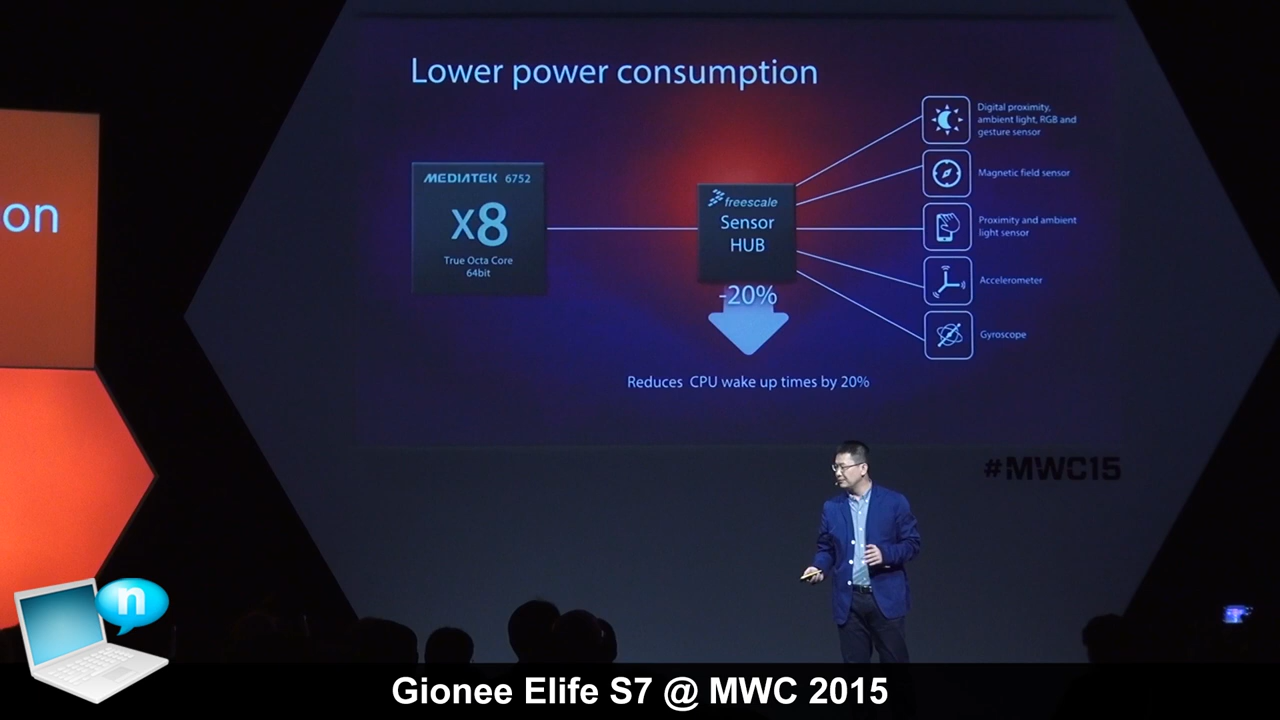 Lower power consumption
on
MEDIATEK 6752
x8
True Octa Core
64bit
freescale
Sensor
HUB
-20%
Reduces CPU wake up times by 20%
Digital proximity,
ambient light, RGB and
gesture sensor
Magnetic field sensor
Proximity and ambient
light sensor
Accelerometer
Gyroscope
#MWC15
n
Gionee Elife S7 @ MWC 2015